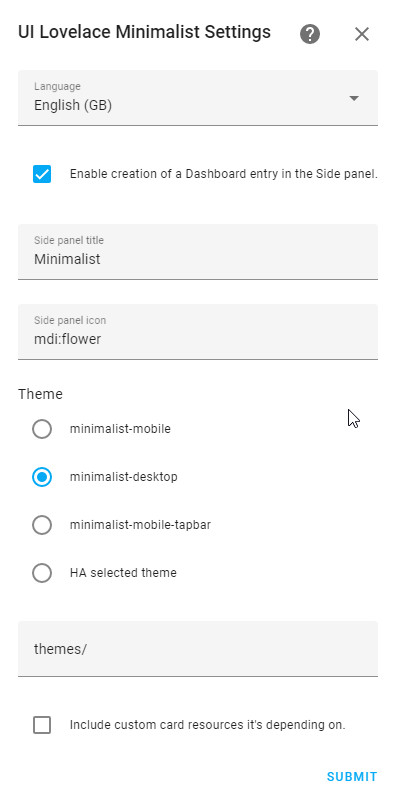 UI Lovelace Minimalist Settings
Language
English (GB)
Enable creation of a Dashboard entry in the Side panel.
Side panel title
Minimalist
Side panel icon
mdi:flower
Theme
minimalist-mobile
minimalist-desktop
minimalist-mobile-tapbar
HA selected theme
themes/
Include custom card resources it's depending on.
SUBMIT